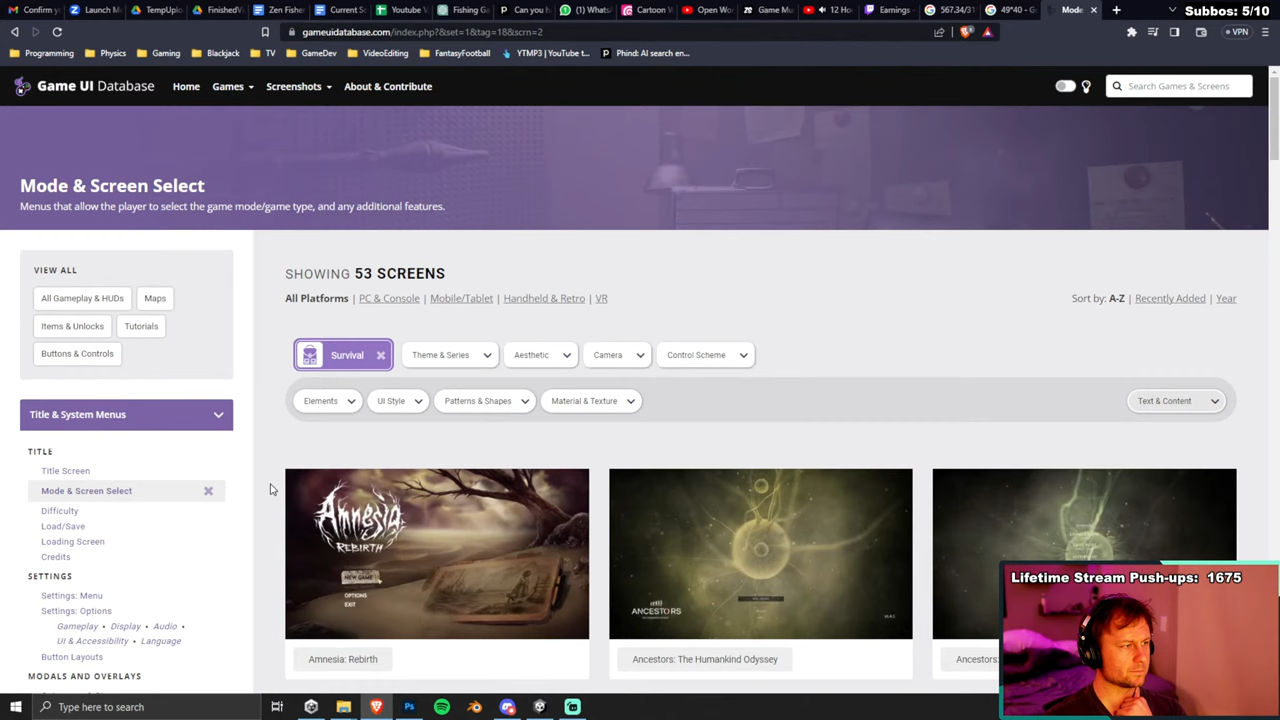 Confirm y
Launch M
TempUplo
FinishedV
Zen Fisher
Current S
Youtube V
Fishing G
Can you h
(1) Whats
Cartoon W
Open Wo
Game Mu
12 Ho
Earnings -
567.34/31
49*40 - G
Mode
Subbos: 5/10
gameuidatabase.com/index.php?&set=1&tag=18&scrn=2
VPN
Programming
Physics
Gaming
Blackjack
TV
GameDev
VideoEditing
FantasyFootball
YTMP3 | YouTube t...
Phind: AI search en...
Game UI Database
Home
Games
Screenshots
About & Contribute
Search Games & Screens
Mode & Screen Select
Menus that allow the player to select the game mode/game type, and any additional features.
VIEW ALL
All Gameplay & HUDs
Maps
Items & Unlocks
Tutorials
Buttons & Controls
Title & System Menus
TITLE
Title Screen
Mode & Screen Select
Difficulty
Load/Save
Loading Screen
Credits
SETTINGS
Settings: Menu
Settings: Options
Gameplay • Display • Audio •
UI & Accessibility • Language
Button Layouts
MODALS AND OVERLAYS
SHOWING 53 SCREENS
All Platforms | PC & Console | Mobile/Tablet | Handheld & Retro | VR
Sort by: A-Z | Recently Added | Year
Survival
Theme & Series
Aesthetic
Camera
Control Scheme
Elements
UI Style
Patterns & Shapes
Material & Texture
Text & Content
Amnesia
REBIRTH
NEW GAME
OPTIONS
EXIT
ANCESTORS
Amnesia: Rebirth
Ancestors: The Humankind Odyssey
Ancestors:
Lifetime Stream Push-ups: 1675
Type here to search